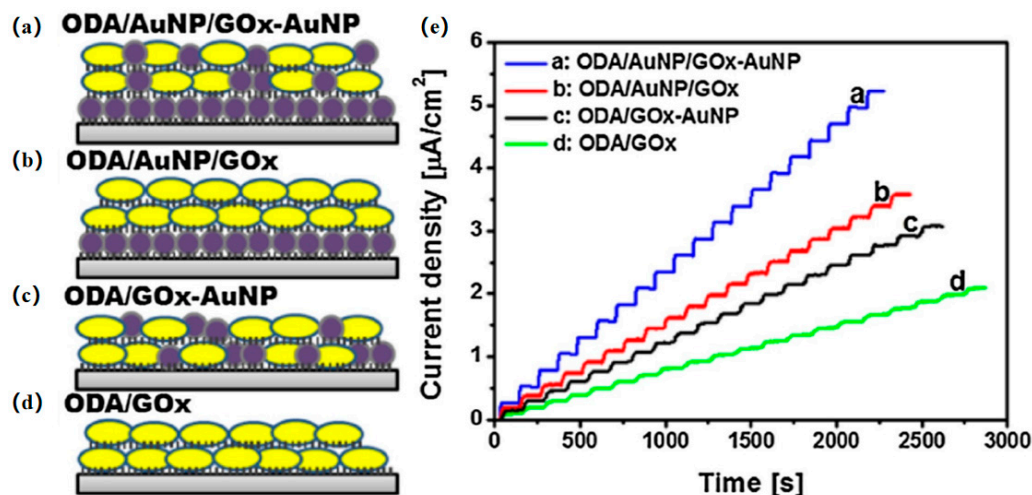 (a) ODA/AuNP/GOx-AuNP
(b) ODA/AuNP/GOx
(c) ODA/GOx-AuNP
(d) ODA/GOx
(e)
Current density [µA/cm²]
6
5
4
3
2
1
0
a: ODA/AuNP/GOx-AuNP
b: ODA/AuNP/GOx
c: ODA/GOx-AuNP
d: ODA/GOx
a
b
c
d
0 500 1000 1500 2000 2500 3000
Time [s]